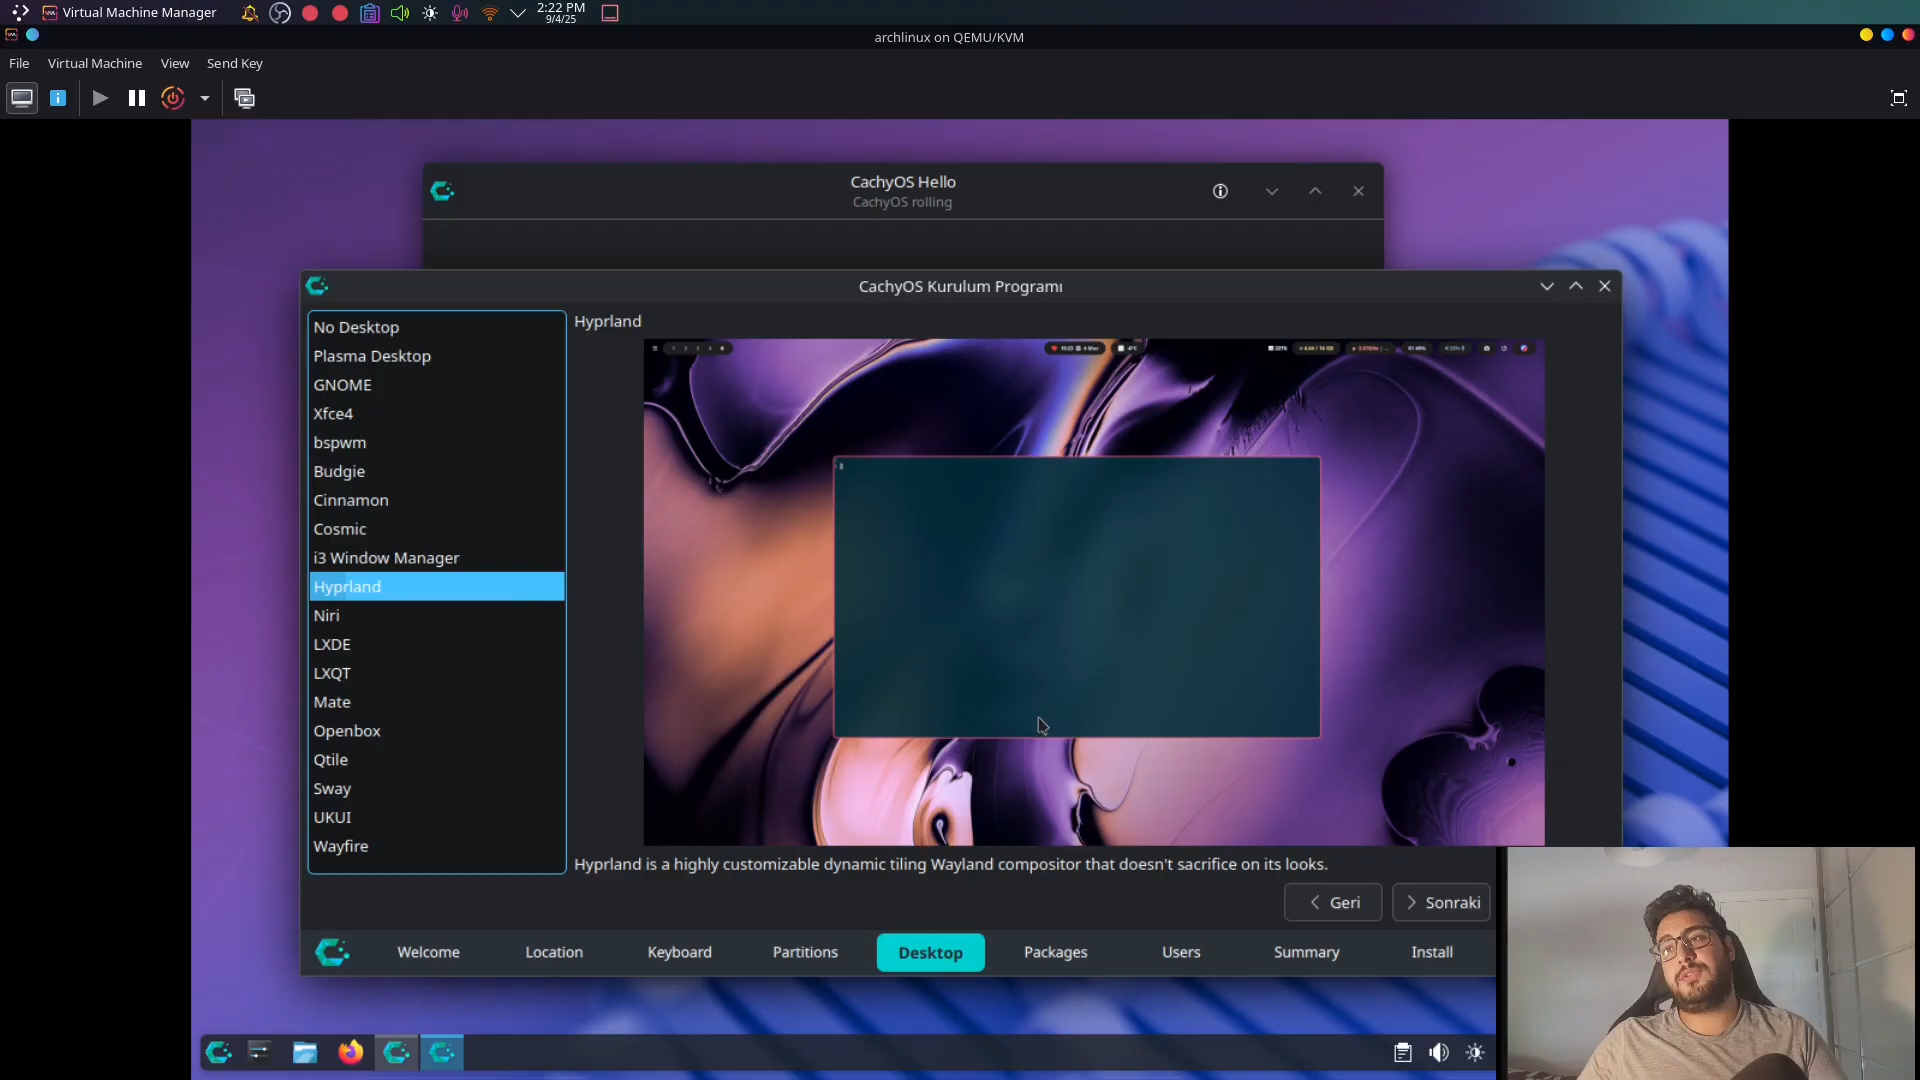 Virtual Machine Manager
2:22 PM
9/4/25
archlinux on QEMU/KVM
File
Virtual Machine
View
Send Key
CachyOS Hello
CachyOS rolling
CachyOS Kurulum Programı
No Desktop
Plasma Desktop
GNOME
Xfce4
bspwm
Budgie
Cinnamon
Cosmic
i3 Window Manager
Hyprland
Niri
LXDE
LXQT
Mate
Openbox
Qtile
Sway
UKUI
Wayfire
Hyprland
Hyprland is a highly customizable dynamic tiling Wayland compositor that doesn't sacrifice on its looks.
Geri
Sonraki
Welcome
Location
Keyboard
Partitions
Desktop
Packages
Users
Summary
Install